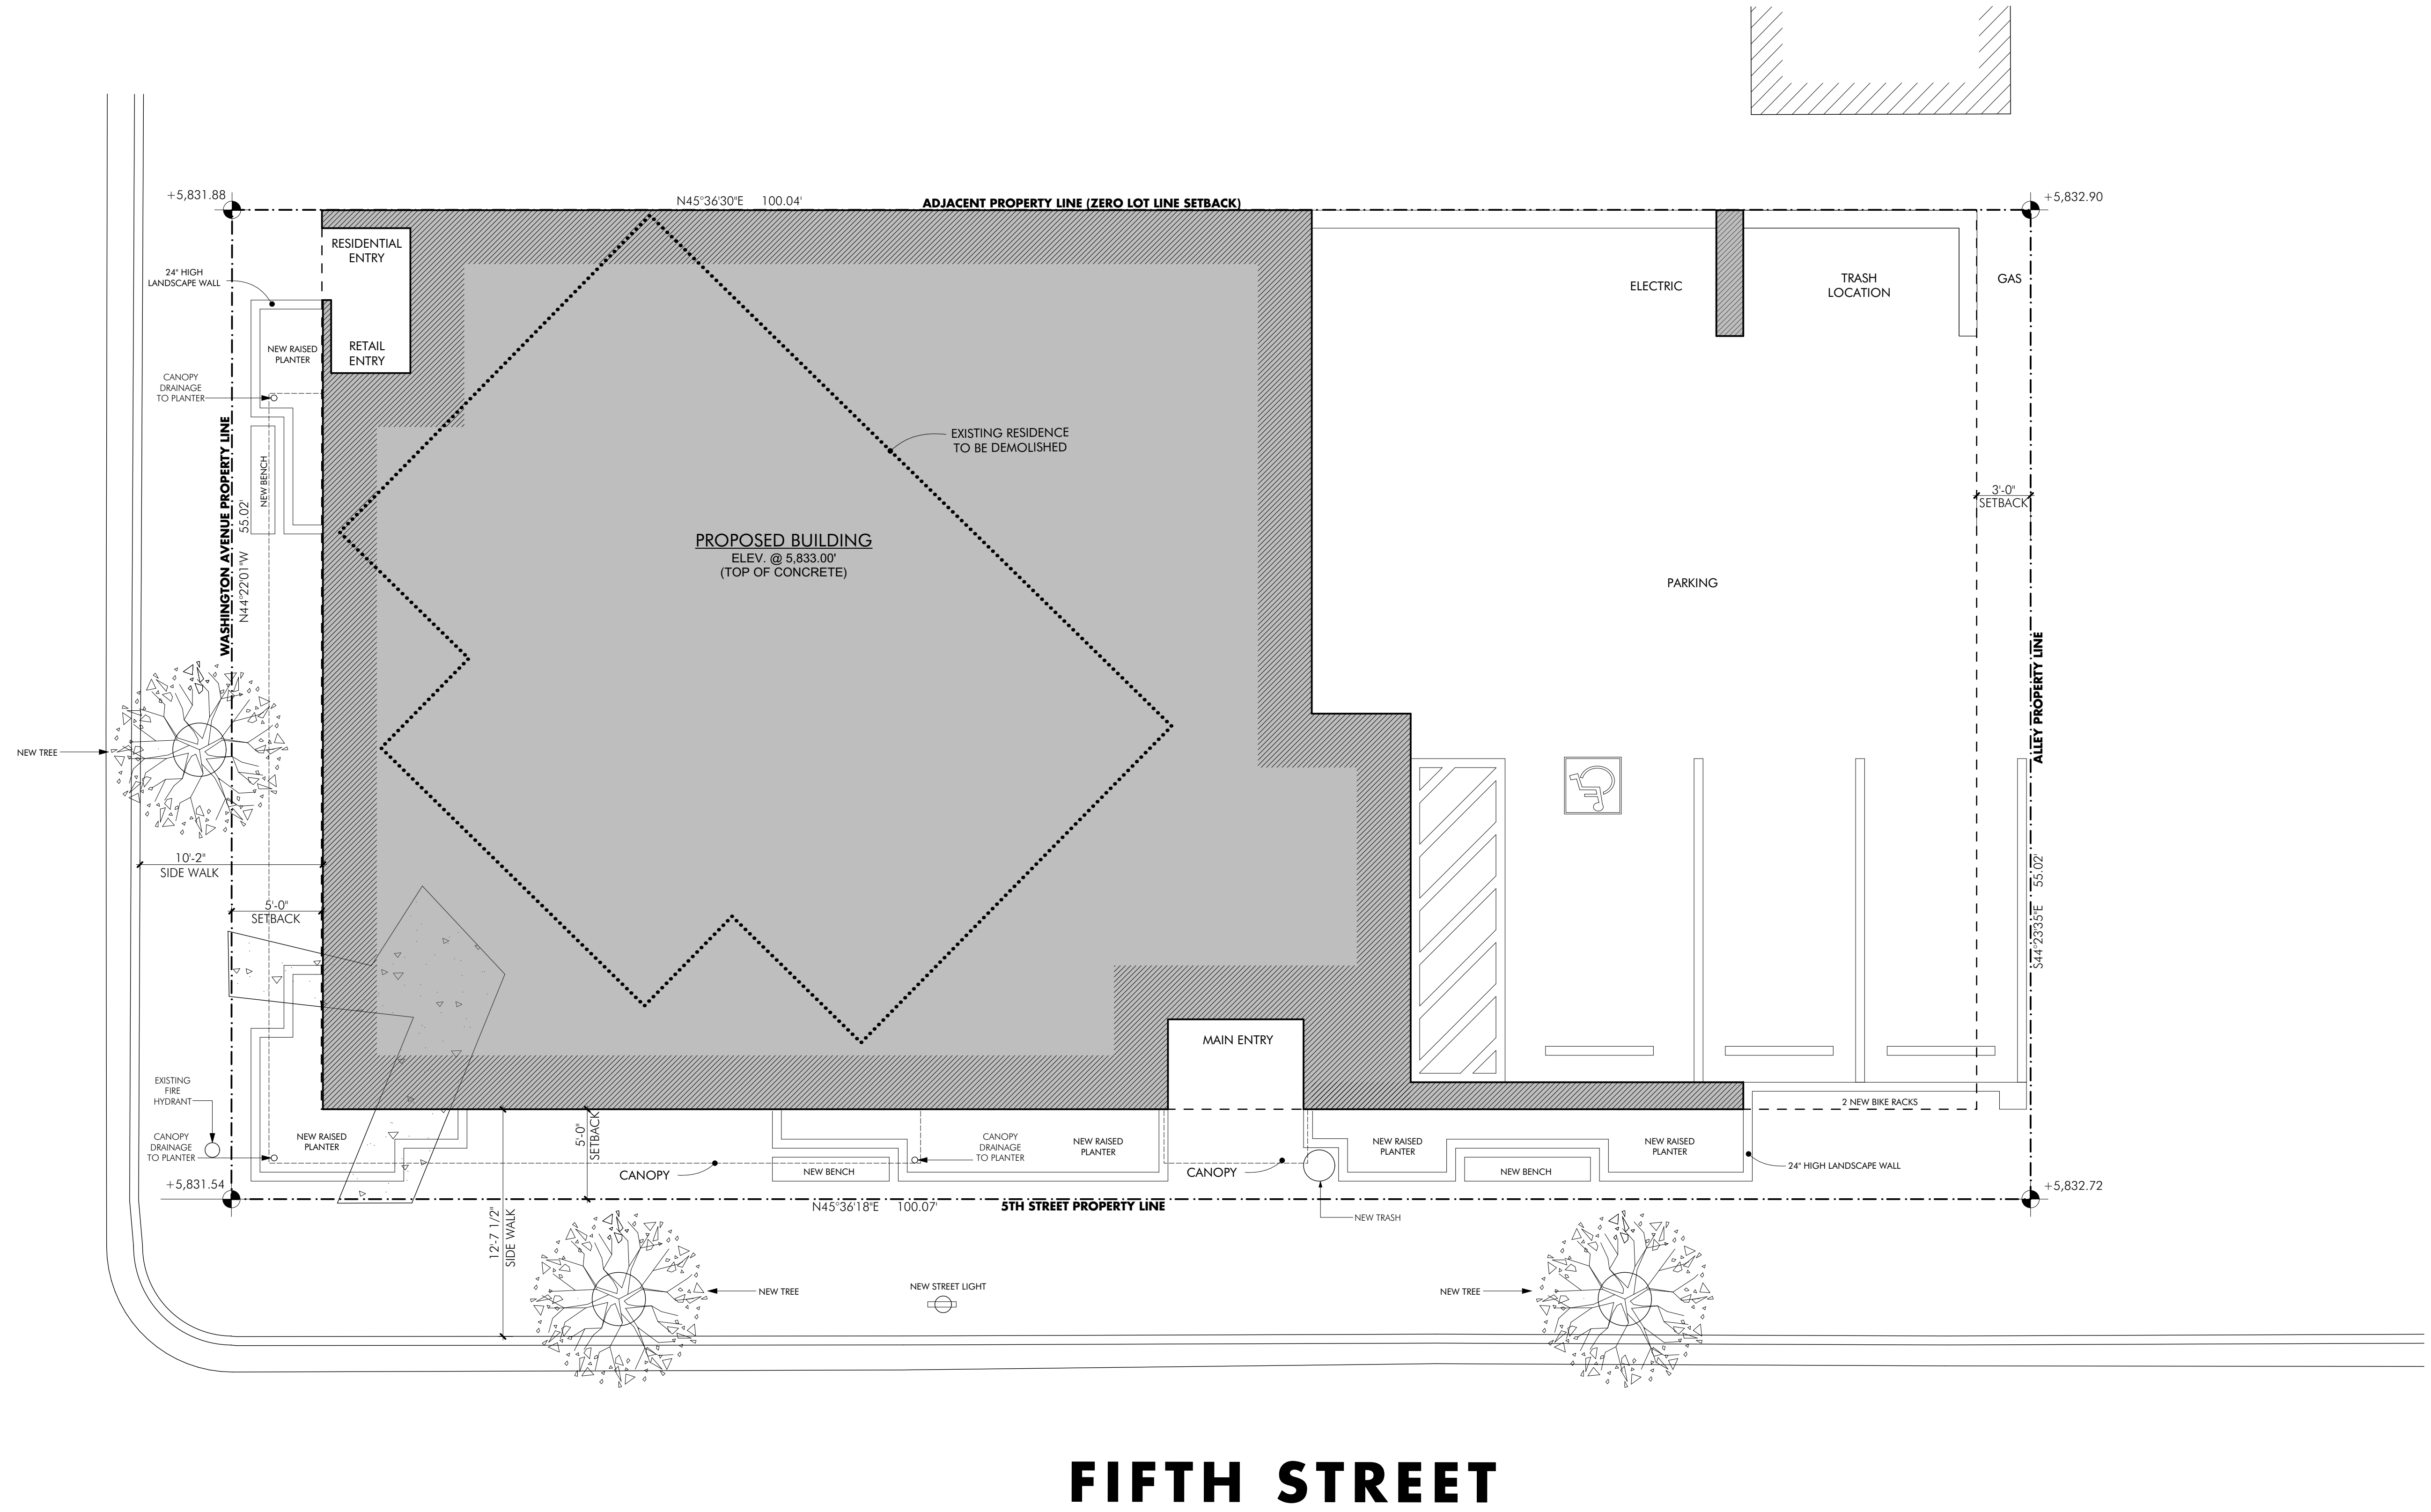 +5,831.88
N45°36'30"E 100.04'
ADJACENT PROPERTY LINE (ZERO LOT LINE SETBACK)
+5,832.90
RESIDENTIAL
ENTRY
24" HIGH
LANDSCAPE WALL
ELECTRIC
TRASH
LOCATION
GAS
NEW RAISED
PLANTER
RETAIL
ENTRY
CANOPY
DRAINAGE
TO PLANTER
EXISTING RESIDENCE
TO BE DEMOLISHED
WASHINGTON AVENUE PROPERTY LINE
N44°22'01"W 55.02'
NEW BENCH
3'-0"
SETBACK
PROPOSED BUILDING
ELEV. @ 5,833.00'
(TOP OF CONCRETE)
PARKING
ALLEY PROPERTY LINE
S44°23'35"E 55.02'
NEW TREE
10'-2"
SIDE WALK
5'-0"
SETBACK
MAIN ENTRY
EXISTING
FIRE
HYDRANT
2 NEW BIKE RACKS
CANOPY
DRAINAGE
TO PLANTER
NEW RAISED
PLANTER
5'-0"
SETBACK
CANOPY
DRAINAGE
TO PLANTER
NEW RAISED
PLANTER
NEW RAISED
PLANTER
NEW RAISED
PLANTER
CANOPY
NEW BENCH
CANOPY
NEW BENCH
24" HIGH LANDSCAPE WALL
+5,831.54
+5,832.72
N45°36'18"E 100.07'
5TH STREET PROPERTY LINE
NEW TRASH
12'-7 1/2"
SIDE WALK
NEW TREE
NEW STREET LIGHT
NEW TREE
FIFTH STREET